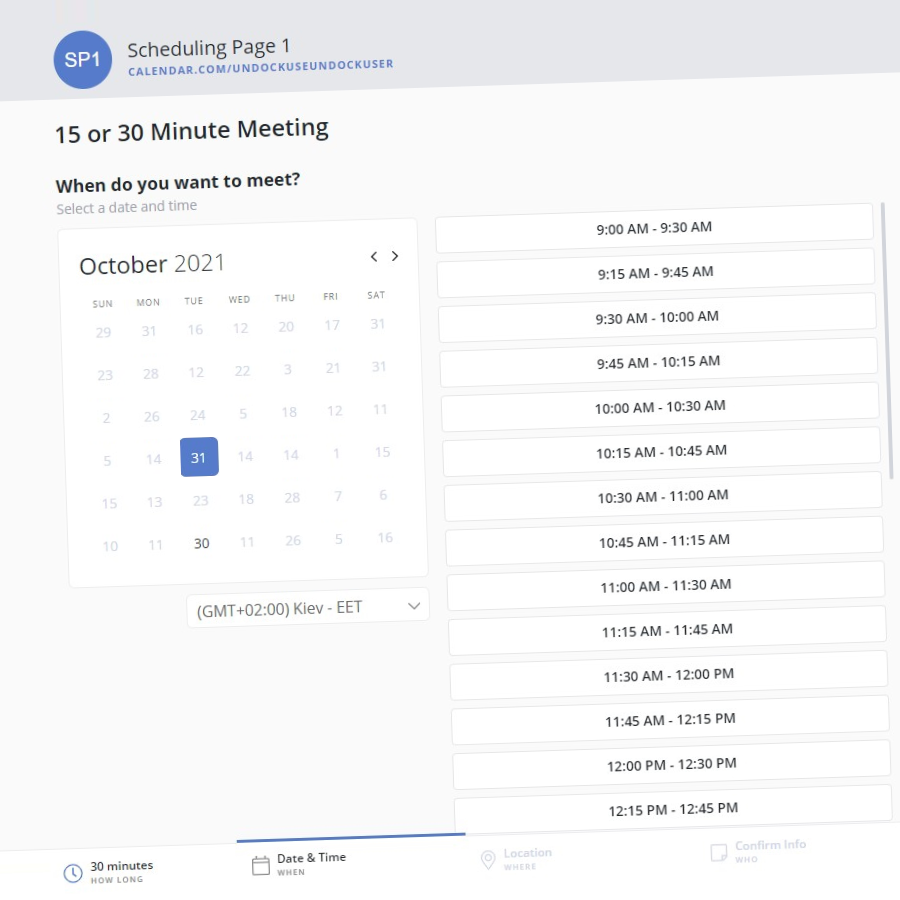 SP1
Scheduling Page 1
CALENDAR.COM/UNDOCKUSEUNDOCKUSER
15 or 30 Minute Meeting
When do you want to meet?
Select a date and time
October 2021
SUN MON TUE WED THU FRI SAT
29 31 16 12 20 17 31
23 28 12 22 3 21 31
2 26 24 5 18 12 11
5 14 31 14 14 1 15
15 13 23 18 28 7 6
10 11 30 11 26 5 16
(GMT+02:00) Kiev - EET
9:00 AM - 9:30 AM
9:15 AM - 9:45 AM
9:30 AM - 10:00 AM
9:45 AM - 10:15 AM
10:00 AM - 10:30 AM
10:15 AM - 10:45 AM
10:30 AM - 11:00 AM
10:45 AM - 11:15 AM
11:00 AM - 11:30 AM
11:15 AM - 11:45 AM
11:30 AM - 12:00 PM
11:45 AM - 12:15 PM
12:00 PM - 12:30 PM
12:15 PM - 12:45 PM
30 minutes
HOW LONG
Date & Time
WHEN
Location
WHERE
Confirm Info
WHO